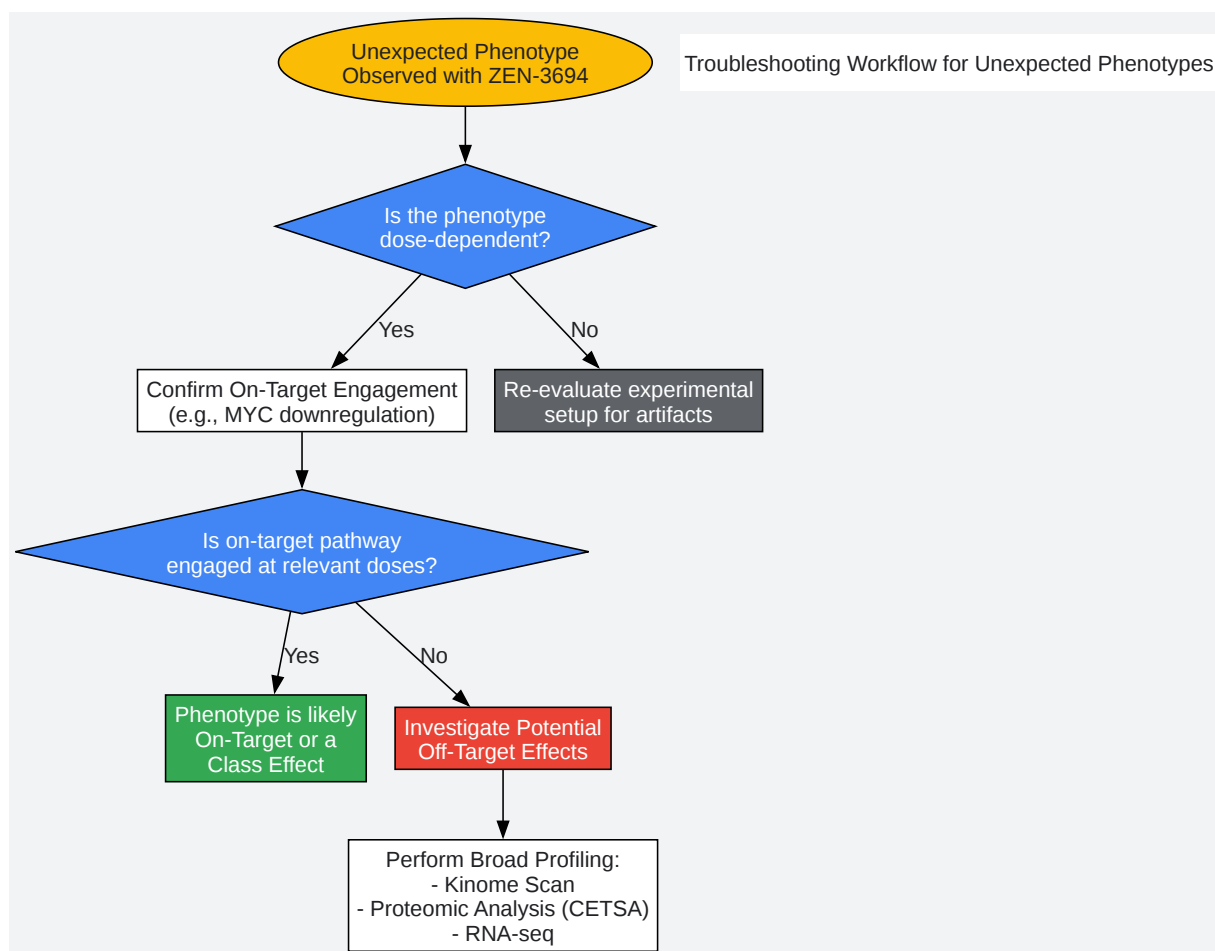 Unexpected Phenotype
Observed with ZEN-3694
Troubleshooting Workflow for Unexpected Phenotypes
Is the phenotype
dose-dependent?
Yes
No
Confirm On-Target Engagement
(e.g., MYC downregulation)
Re-evaluate experimental
setup for artifacts
Is on-target pathway
engaged at relevant doses?
Yes
No
Phenotype is likely
On-Target or a
Class Effect
Investigate Potential
Off-Target Effects
Perform Broad Profiling:
- Kinome Scan
- Proteomic Analysis (CETSA)
- RNA-seq